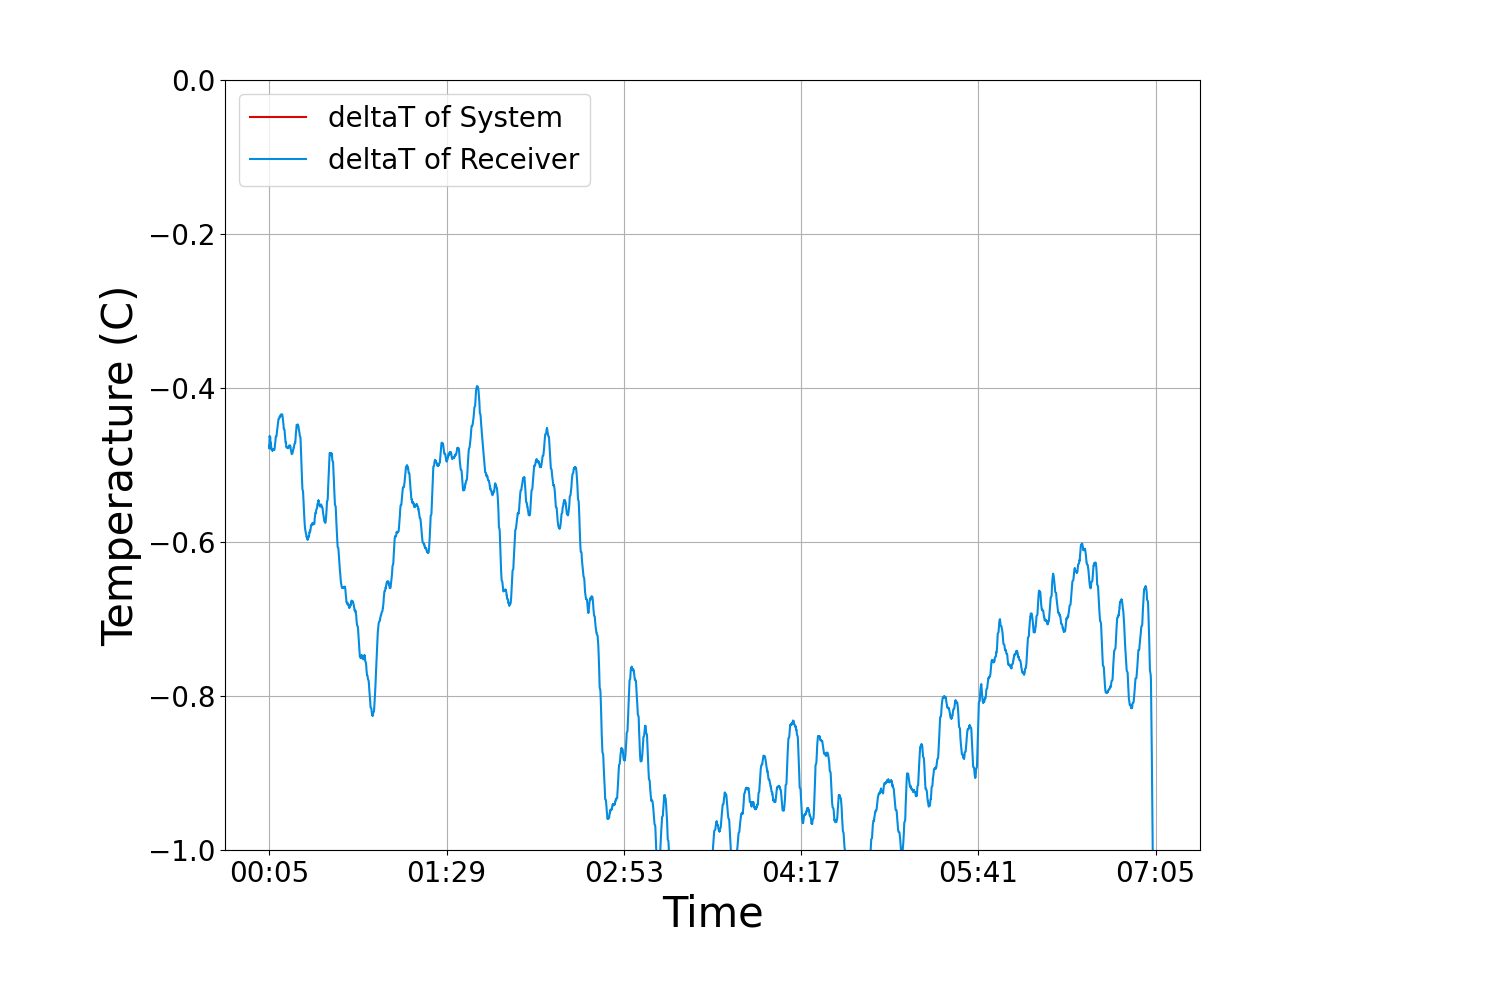 deltaT of System
deltaT of Receiver
Temperacture (C)
0.0
−0.2
−0.4
−0.6
−0.8
−1.0
00:05 01:29 02:53 04:17 05:41 07:05
Time